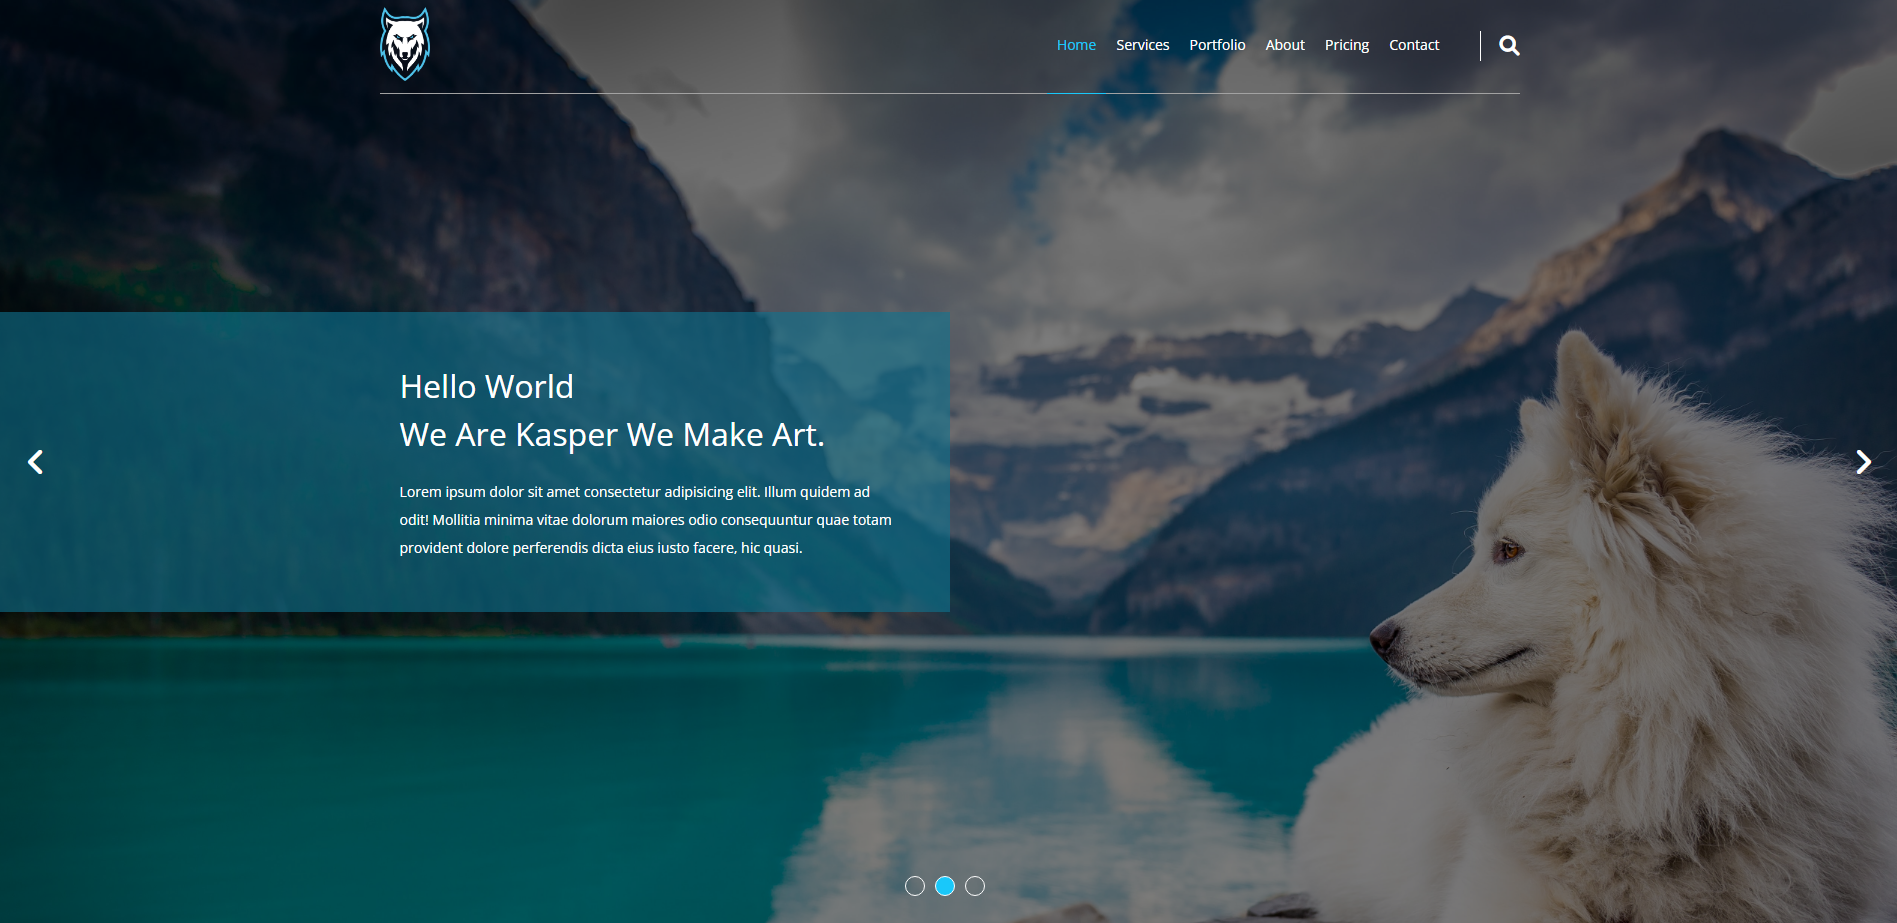 Home Services Portfolio About Pricing Contact
Hello World
We Are Kasper We Make Art.
Lorem ipsum dolor sit amet consectetur adipisicing elit. Illum quidem ad
odit! Mollitia minima vitae dolorum maiores odio consequuntur quae totam
provident dolore perferendis dicta eius iusto facere, hic quasi.